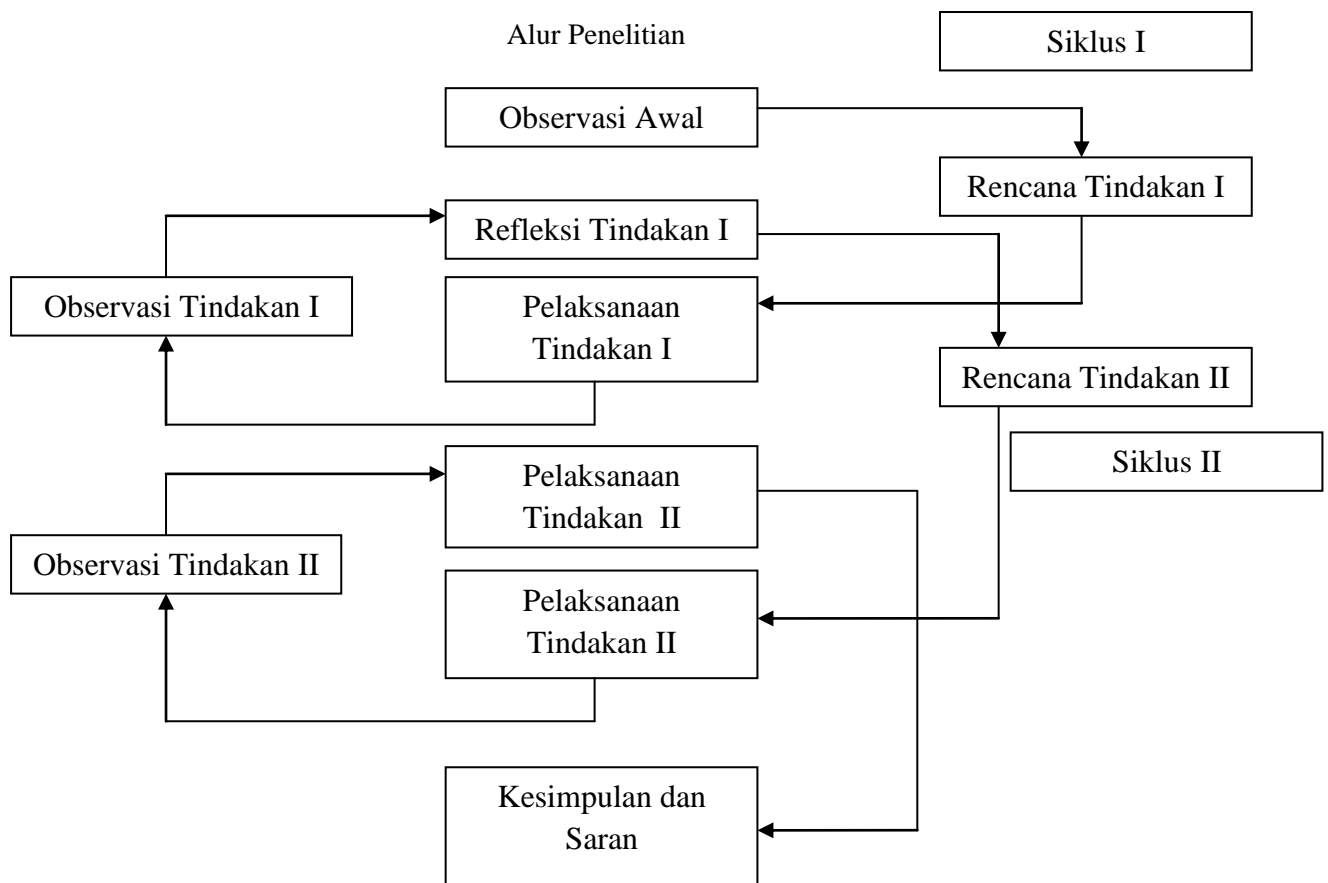 Alur Penelitian
Siklus I
Observasi Awal
Rencana Tindakan I
Refleksi Tindakan I
Observasi Tindakan I
Pelaksanaan
Tindakan I
Rencana Tindakan II
Siklus II
Pelaksanaan
Tindakan II
Observasi Tindakan II
Pelaksanaan
Tindakan II
Kesimpulan dan
Saran